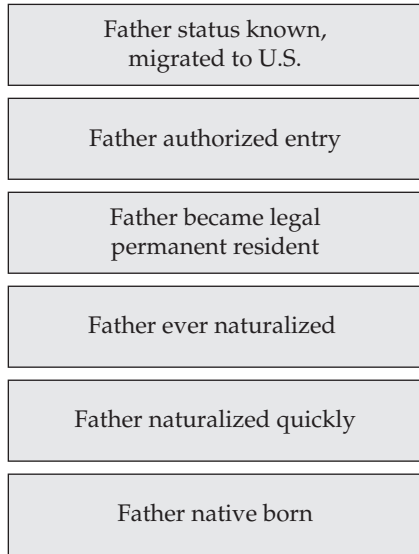 Father status known,
migrated to U.S.
Father authorized entry
Father became legal
permanent resident
Father ever naturalized
Father naturalized quickly
Father native born